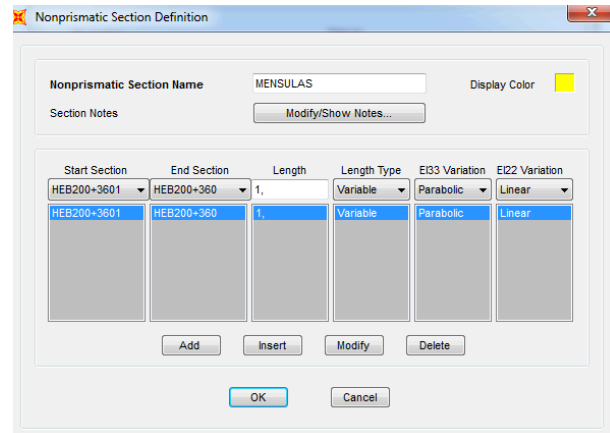 Nonprismatic Section Definition
Nonprismatic Section Name MENSULAS Display Color
Section Notes Modify/Show Notes...
Start Section End Section Length Length Type EI33 Variation EI22 Variation
HEB200+3601 HEB200+360 1, Variable Parabolic Linear
HEB200+3601 HEB200+360 1, Variable Parabolic Linear
Add Insert Modify Delete
OK Cancel